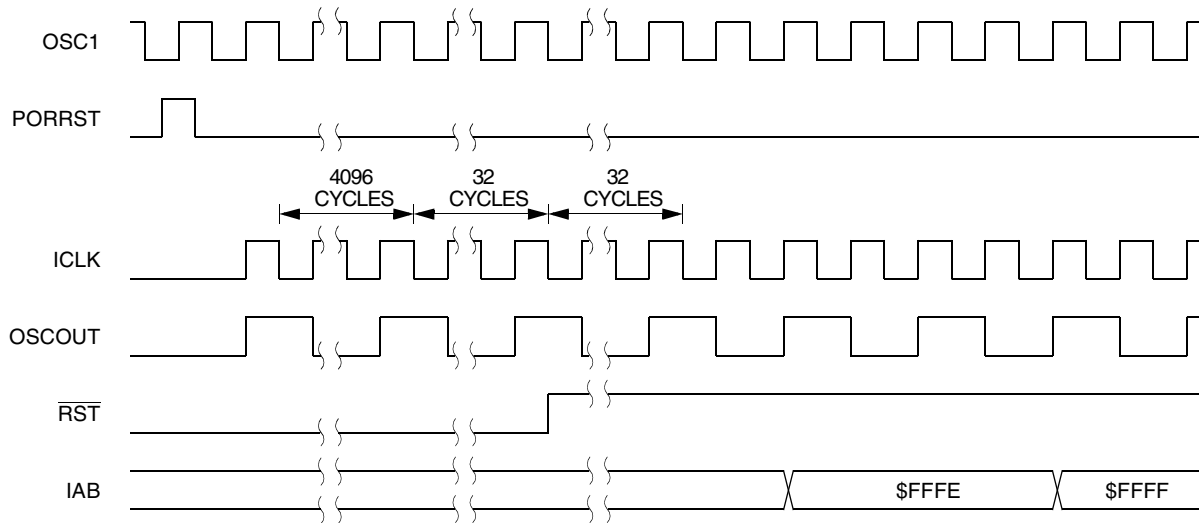 OSC1
PORRST
4096
CYCLES
32
CYCLES
32
CYCLES
ICLK
OSCOUT
RST
IAB
$FFFE
$FFFF